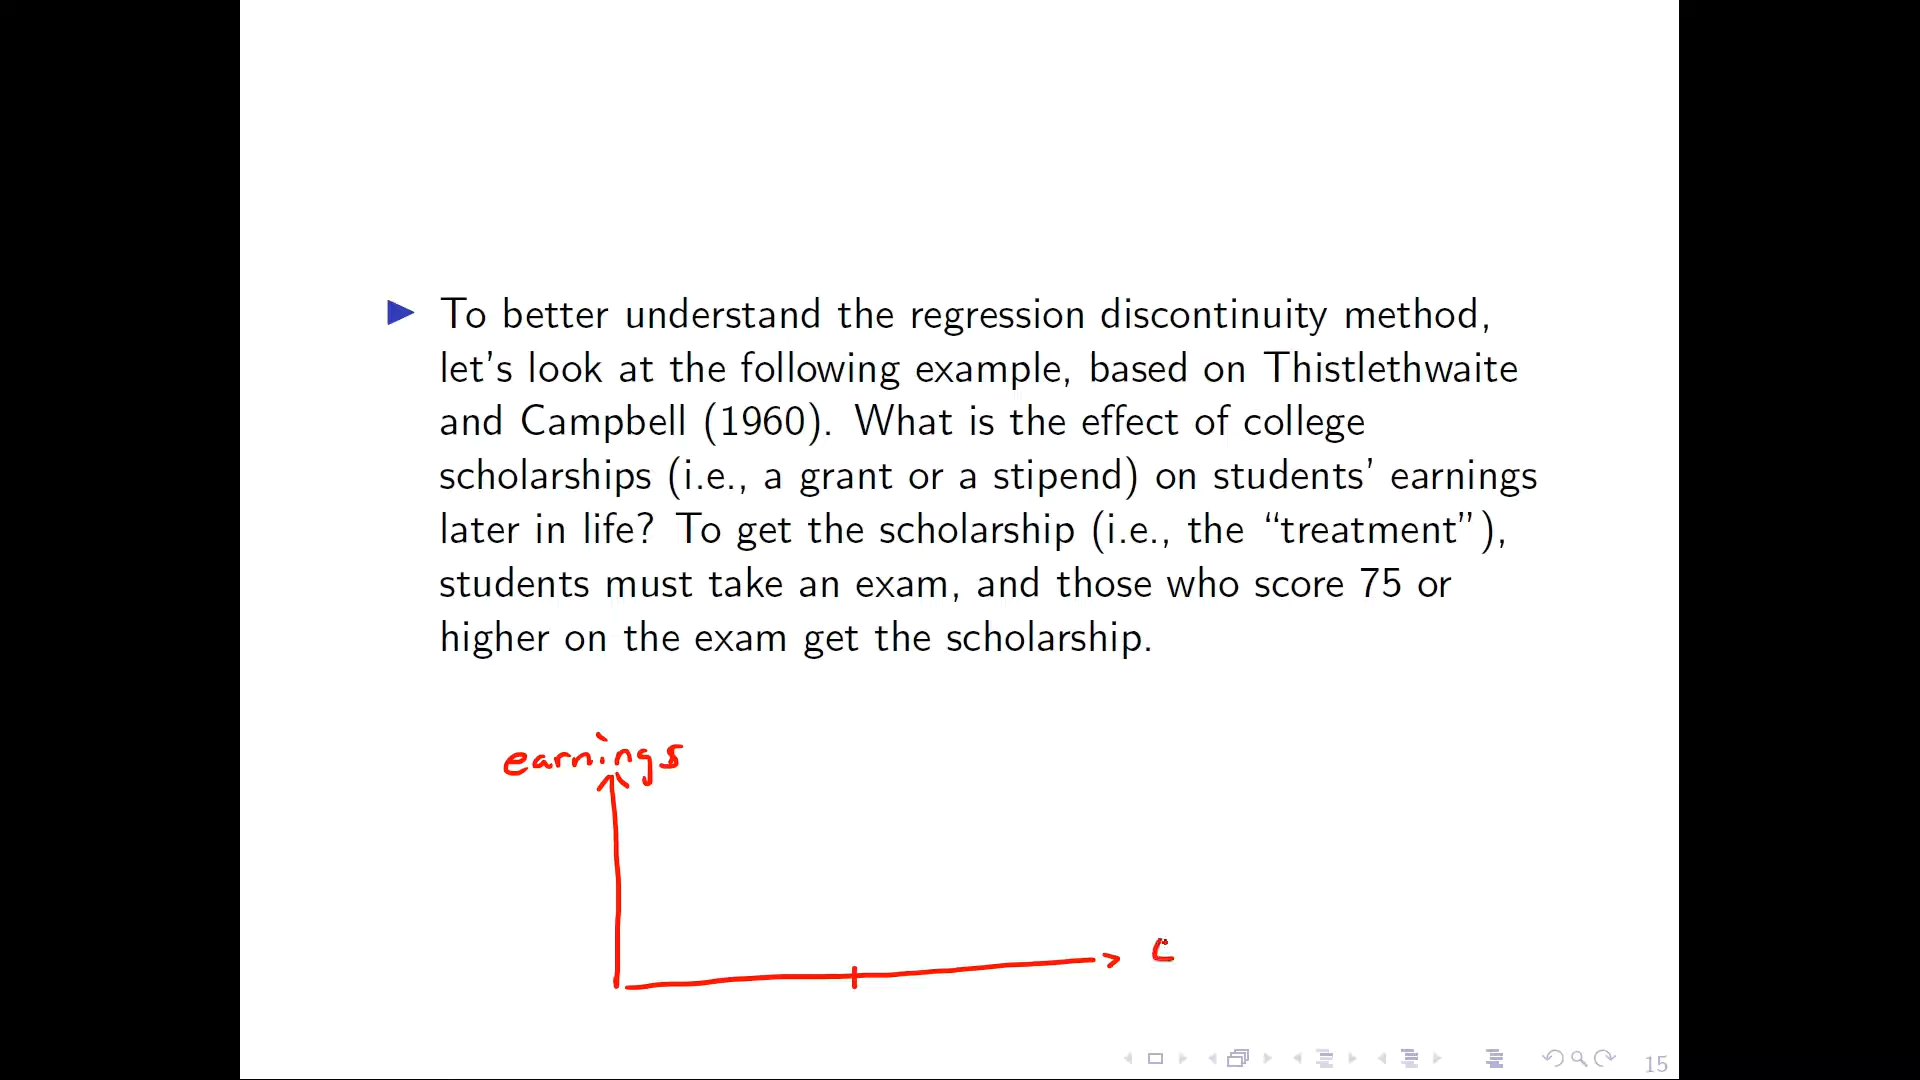 To better understand the regression discontinuity method,
let's look at the following example, based on Thistlethwaite
and Campbell (1960). What is the effect of college
scholarships (i.e., a grant or a stipend) on students' earnings
later in life? To get the scholarship (i.e., the “treatment”),
students must take an exam, and those who score 75 or
higher on the exam get the scholarship.
earnings
15